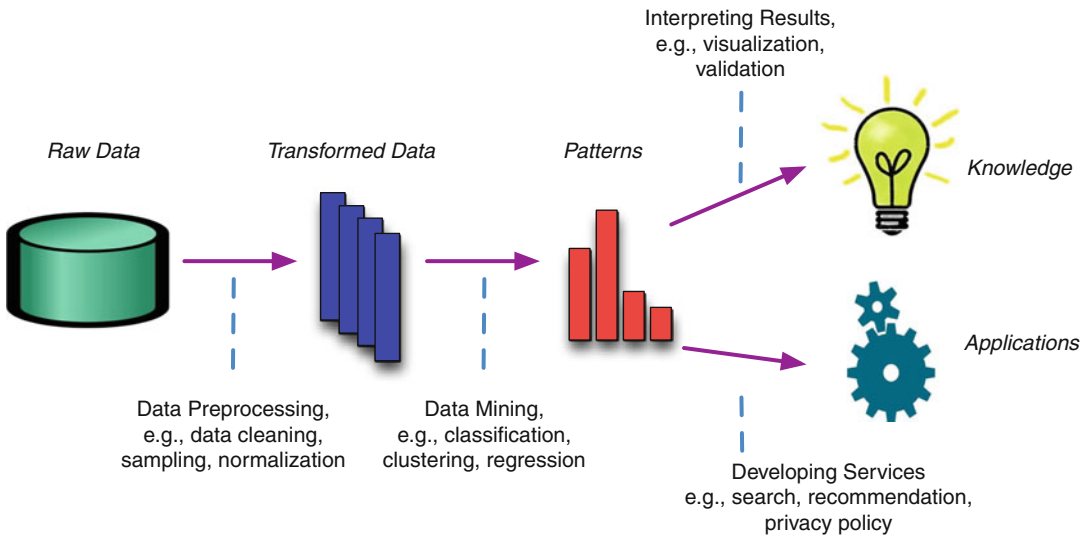 Interpreting Results,
e.g., visualization,
validation
Raw Data
Transformed Data
Patterns
Knowledge
Applications
Data Preprocessing,
e.g., data cleaning,
sampling, normalization
Data Mining,
e.g., classification,
clustering, regression
Developing Services
e.g., search, recommendation,
privacy policy